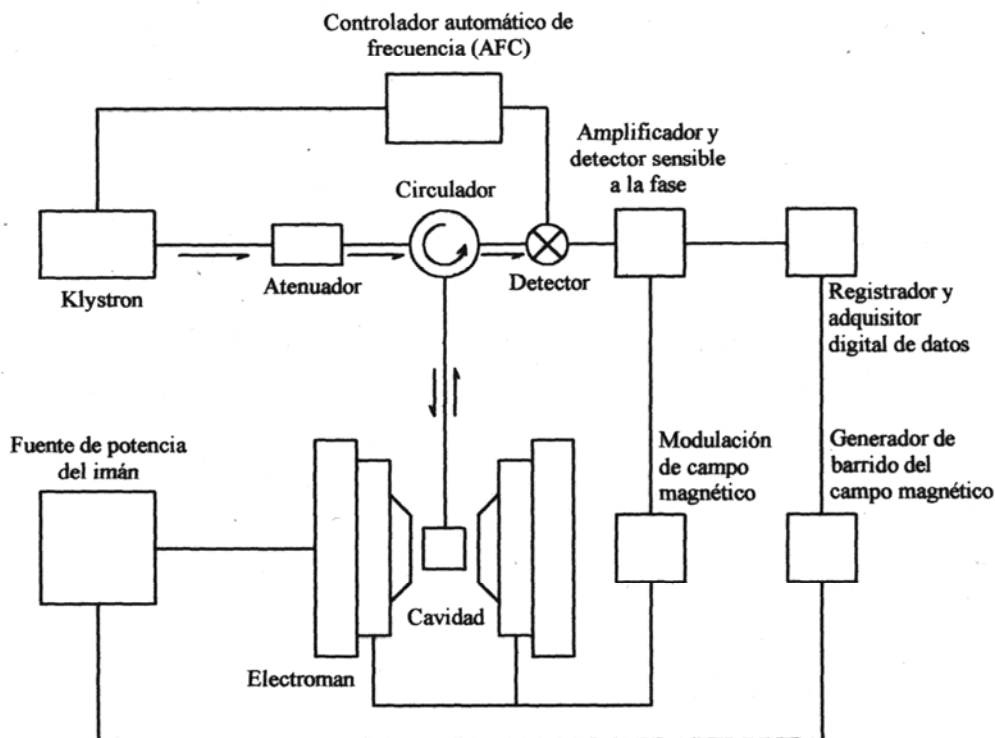 Controlador automático de
frecuencia (AFC)
Amplificador y
detector sensible
a la fase
Circulador
Klystron
Atenuador
Detector
Registrador y
adquisitor
digital de datos
Fuente de potencia
del imán
Modulación
de campo
magnético
Generador de
barrido del
campo magnético
Cavidad
Electroman